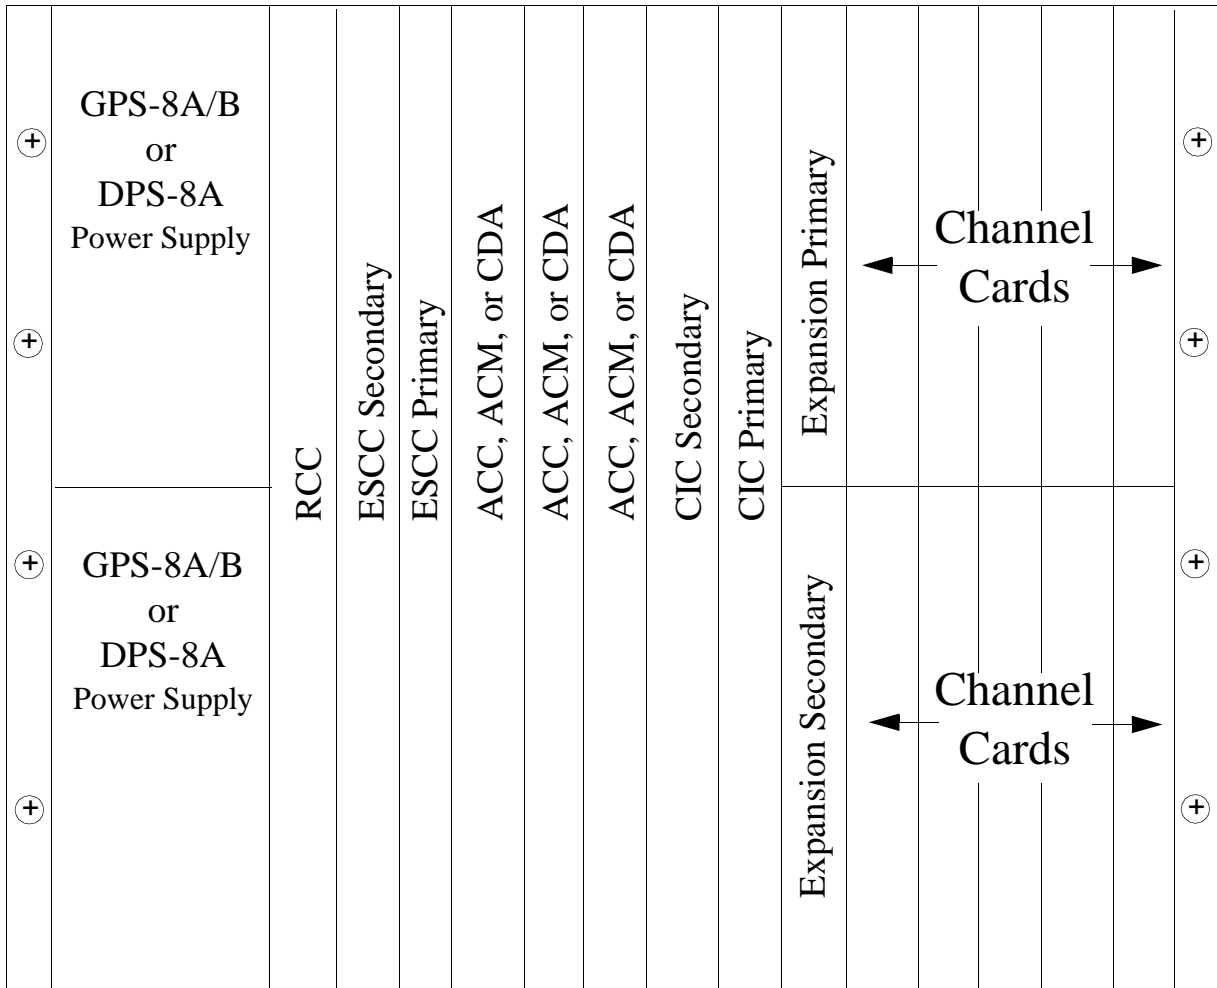 GPS-8A/B
or
DPS-8A
Power Supply
GPS-8A/B
or
DPS-8A
Power Supply
RCC
ESCC Secondary
ESCC Primary
ACC, ACM, or CDA
ACC, ACM, or CDA
ACC, ACM, or CDA
CIC Secondary
CIC Primary
Expansion Primary
Expansion Secondary
Channel
Cards
Channel
Cards